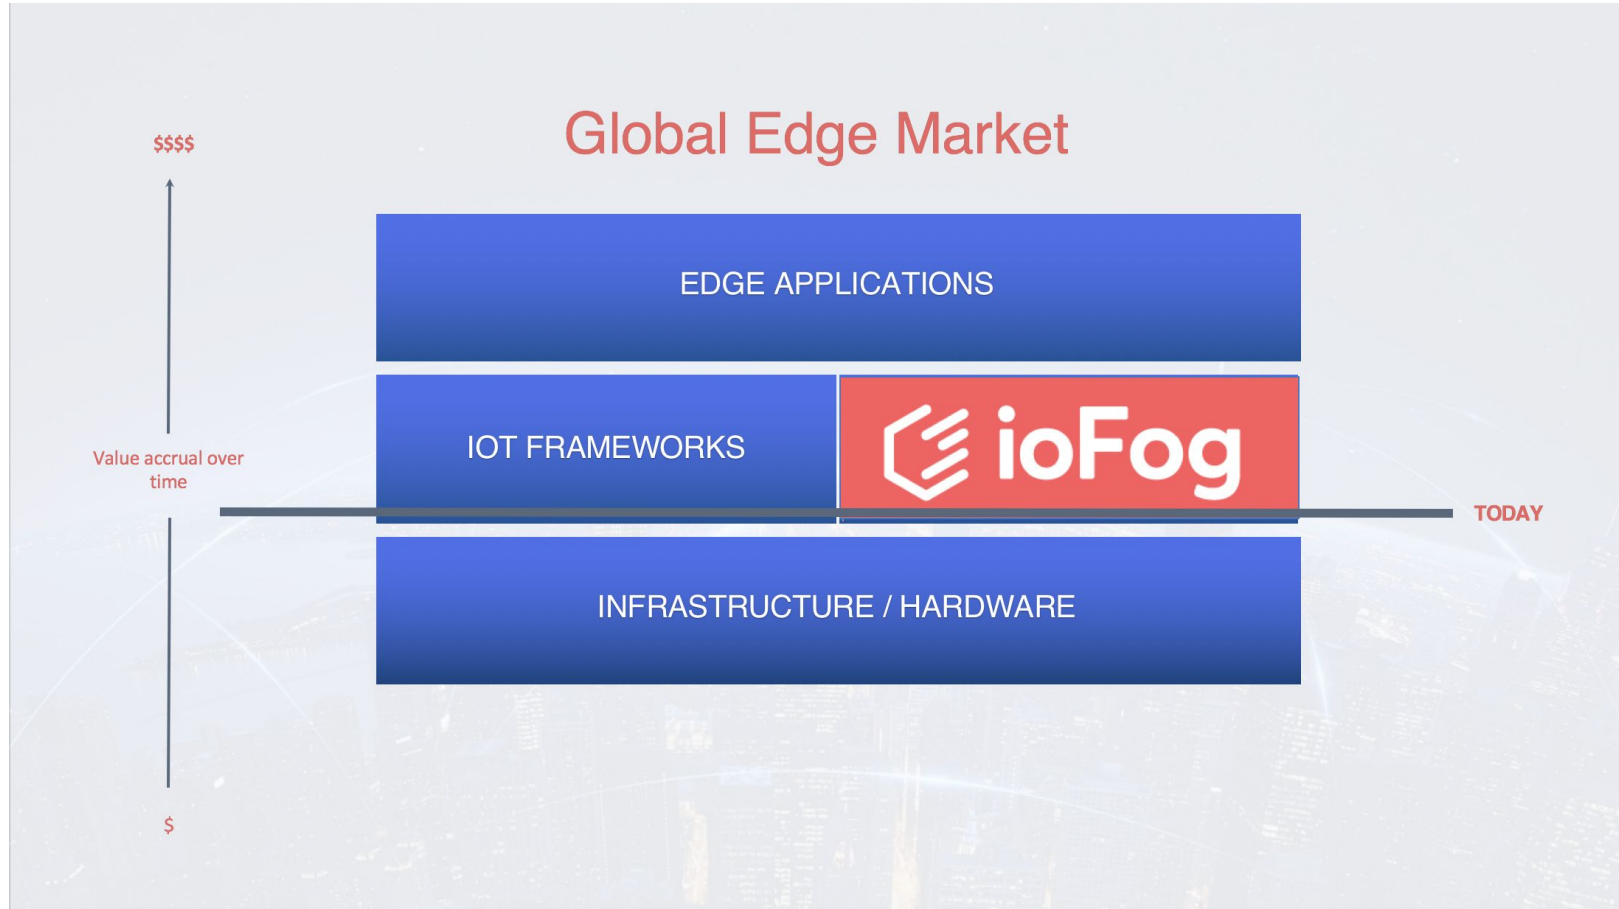 Global Edge Market
$$$$
EDGE APPLICATIONS
IOT FRAMEWORKS
ioFog
Value accrual over
time
TODAY
INFRASTRUCTURE / HARDWARE
$